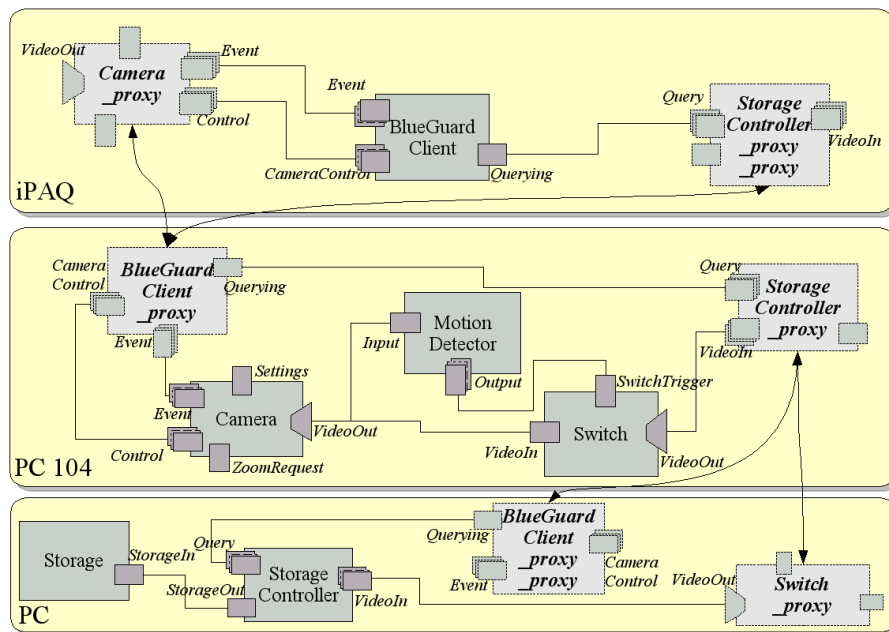 VideoOut
Event
Camera
_proxy
Control
Event
BlueGuard
Client
CameraControl
Querying
Query
Storage
Controller
_proxy
_proxy
VideoIn
iPAQ
Camera
Control
BlueGuard
Client
_proxy
Querying
Event
Query
Storage
Controller
_proxy
VideoIn
Input
Motion
Detector
Output
SwitchTrigger
Settings
Event
Camera
VideoOut
Control
ZoomRequest
VideoIn
Switch
VideoOut
PC 104
Storage
StorageIn
StorageOut
Query
Storage
Controller
VideoIn
Querying
BlueGuard
Client
_proxy
_proxy
Event
Camera
Control
VideoOut
Switch
_proxy
PC